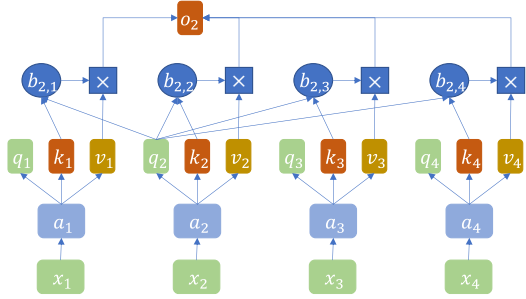 o₂
b₂,₁ × b₂,₂ × b₂,₃ × b₂,₄ ×
q₁ k₁ v₁ q₂ k₂ v₂ q₃ k₃ v₃ q₄ k₄ v₄
a₁ a₂ a₃ a₄
x₁ x₂ x₃ x₄